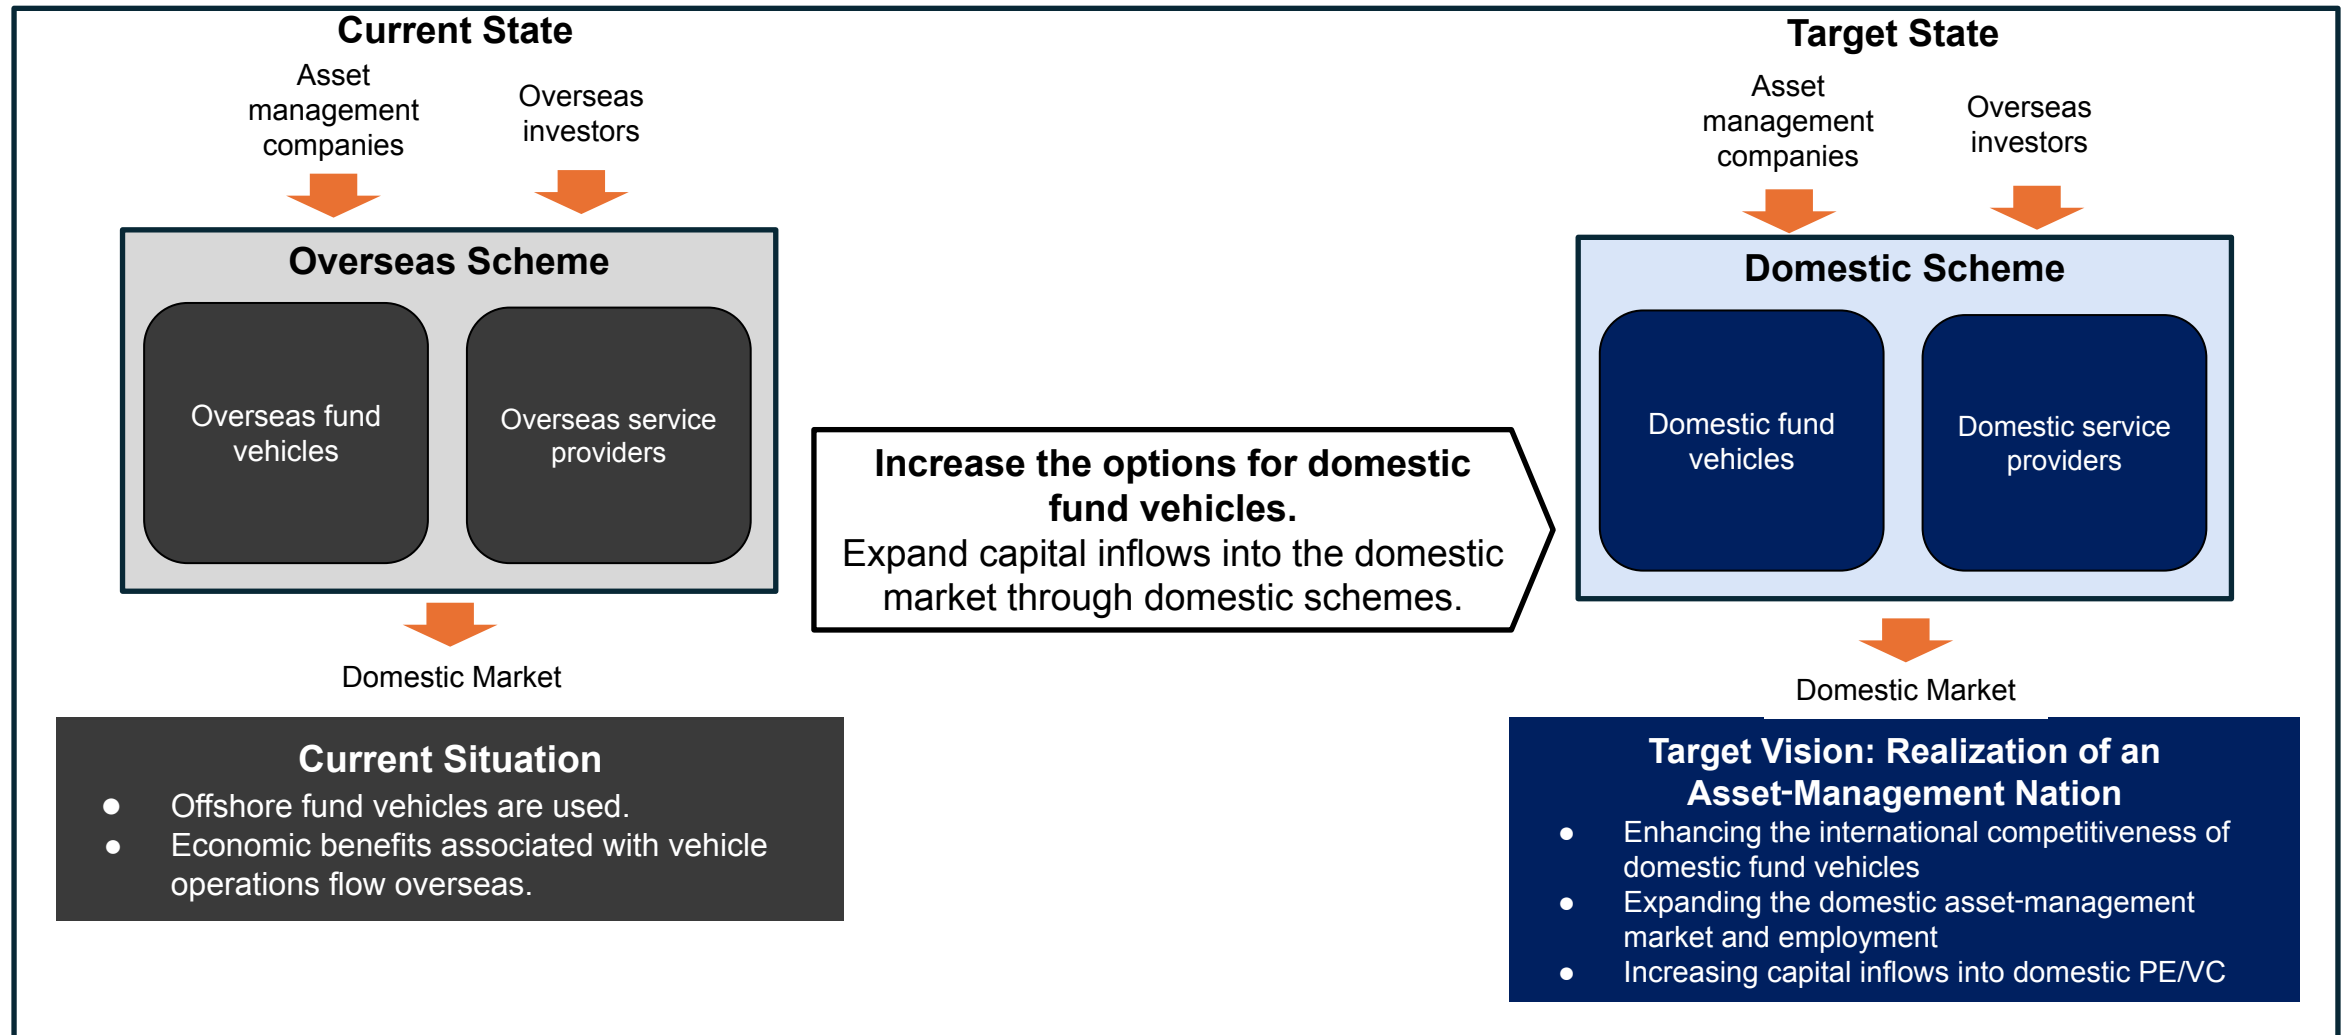 Current State
Asset
management
companies
Overseas
investors
Overseas Scheme
Overseas fund
vehicles
Overseas service
providers
Domestic Market
Current Situation
● Offshore fund vehicles are used.
● Economic benefits associated with vehicle
operations flow overseas.
Increase the options for domestic
fund vehicles.
Expand capital inflows into the domestic
market through domestic schemes.
Target State
Asset
management
companies
Overseas
investors
Domestic Scheme
Domestic fund
vehicles
Domestic service
providers
Domestic Market
Target Vision: Realization of an
Asset-Management Nation
● Enhancing the international competitiveness of
domestic fund vehicles
● Expanding the domestic asset-management
market and employment
● Increasing capital inflows into domestic PE/VC